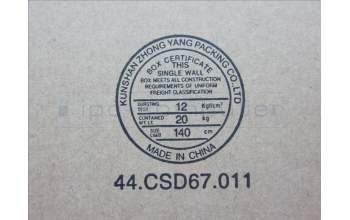 KUNSHAN ZHONG YANG PACKING CO.,LTD
BOX CERTIFICATE
THIS
SINGLE WALL
BOX MEETS ALL CONSTRUCTION
REQUIREMENTS OF UNIFORM
FREIGHT CLASSIFICATION
BURSTING TEST 12 Kgf/cm²
CONTAINED WT. LT. 20 kg
SIZE LIMIT 140 cm
MADE IN CHINA
44.CSD67.011